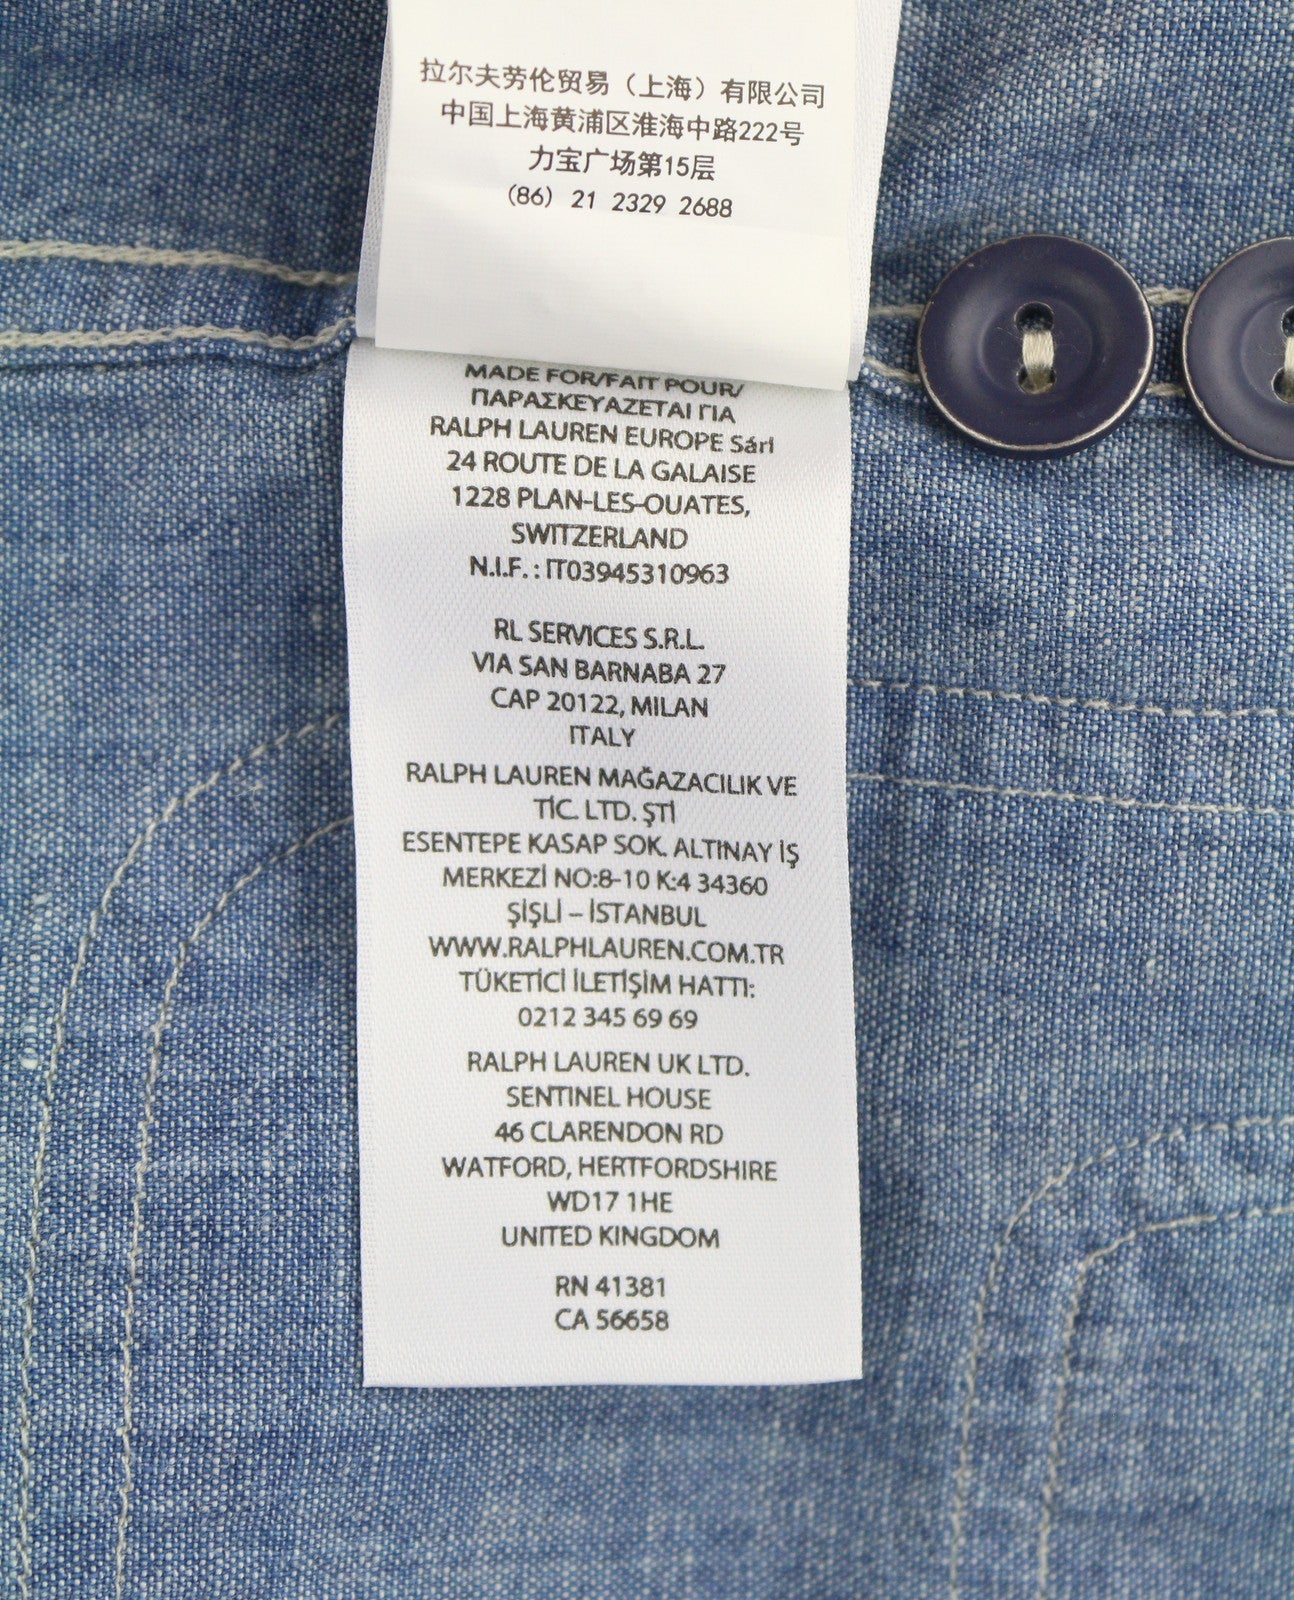 拉尔夫劳伦贸易（上海）有限公司
中国上海黄浦区淮海中路222号
力宝广场第15层
(86) 21 2329 2688
MADE FOR/FAIT POUR/
ΠΑΡΑΣΚΕΥΑΖΕΤΑΙ ΓΙΑ
RALPH LAUREN EUROPE Sárl
24 ROUTE DE LA GALAISE
1228 PLAN-LES-OUATES,
SWITZERLAND
N.I.F. : IT03945310963
RL SERVICES S.R.L.
VIA SAN BARNABA 27
CAP 20122, MILAN
ITALY
RALPH LAUREN MAĞAZACILIK VE
TİC. LTD. ŞTİ
ESENTEPE KASAP SOK. ALTINAY İŞ
MERKEZİ NO:8-10 K:4 34360
ŞİŞLİ – İSTANBUL
WWW.RALPHLAUREN.COM.TR
TÜKETİCİ İLETİŞİM HATTI:
0212 345 69 69
RALPH LAUREN UK LTD.
SENTINEL HOUSE
46 CLARENDON RD
WATFORD, HERTFORDSHIRE
WD17 1HE
UNITED KINGDOM
RN 41381
CA 56658